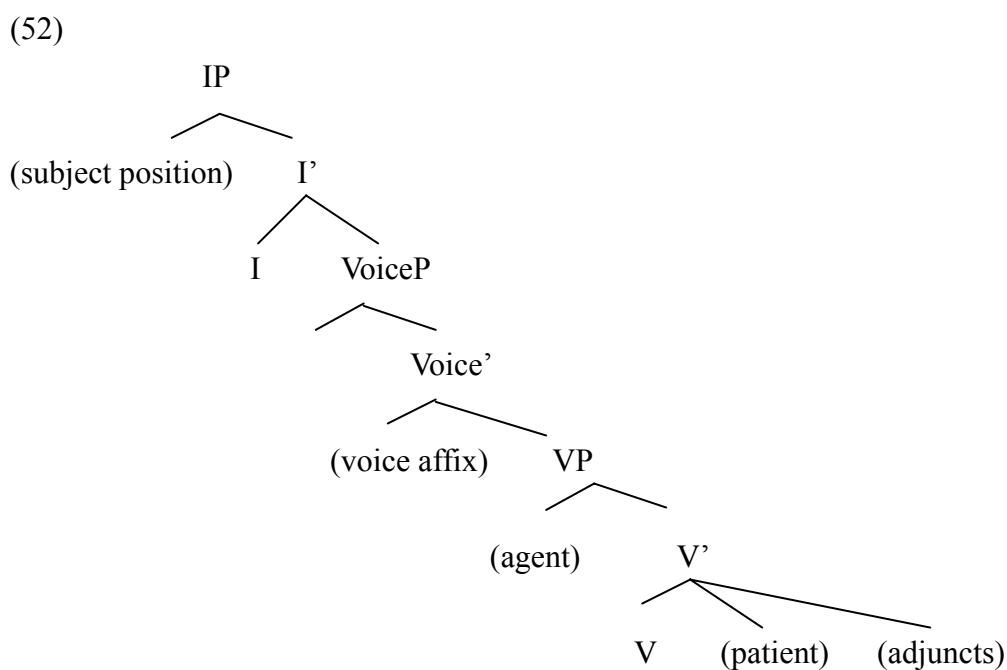 (52)
IP
(subject position) I’
I VoiceP
Voice’
(voice affix) VP
(agent) V’
V (patient) (adjuncts)